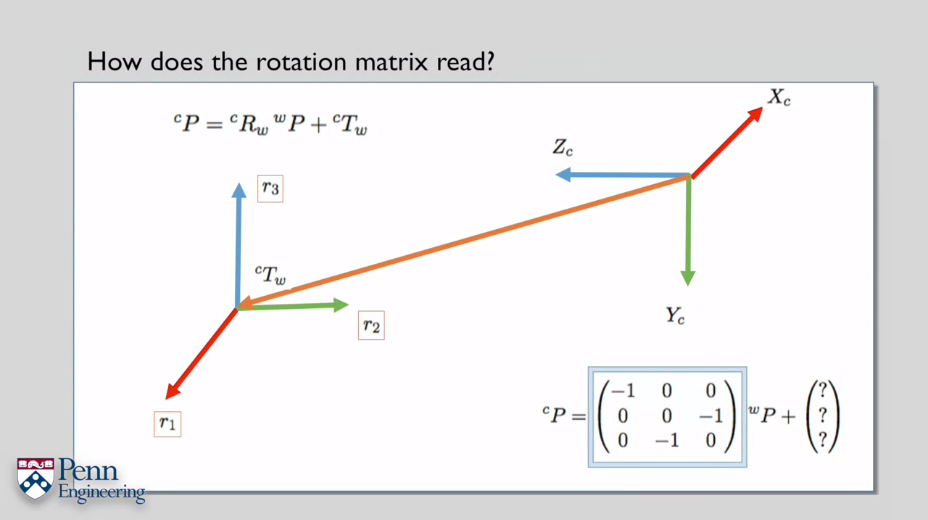 How does the rotation matrix read?
$^cP = {^cR_w}\,{^wP} + {^cT_w}$
$X_c$
$Z_c$
$r_3$
$^cT_w$
$r_2$
$Y_c$
$r_1$
$^cP = \begin{pmatrix} -1 & 0 & 0 \\ 0 & 0 & -1 \\ 0 & -1 & 0 \end{pmatrix} {^wP} + \begin{pmatrix} ? \\ ? \\ ? \end{pmatrix}$
Penn
Engineering